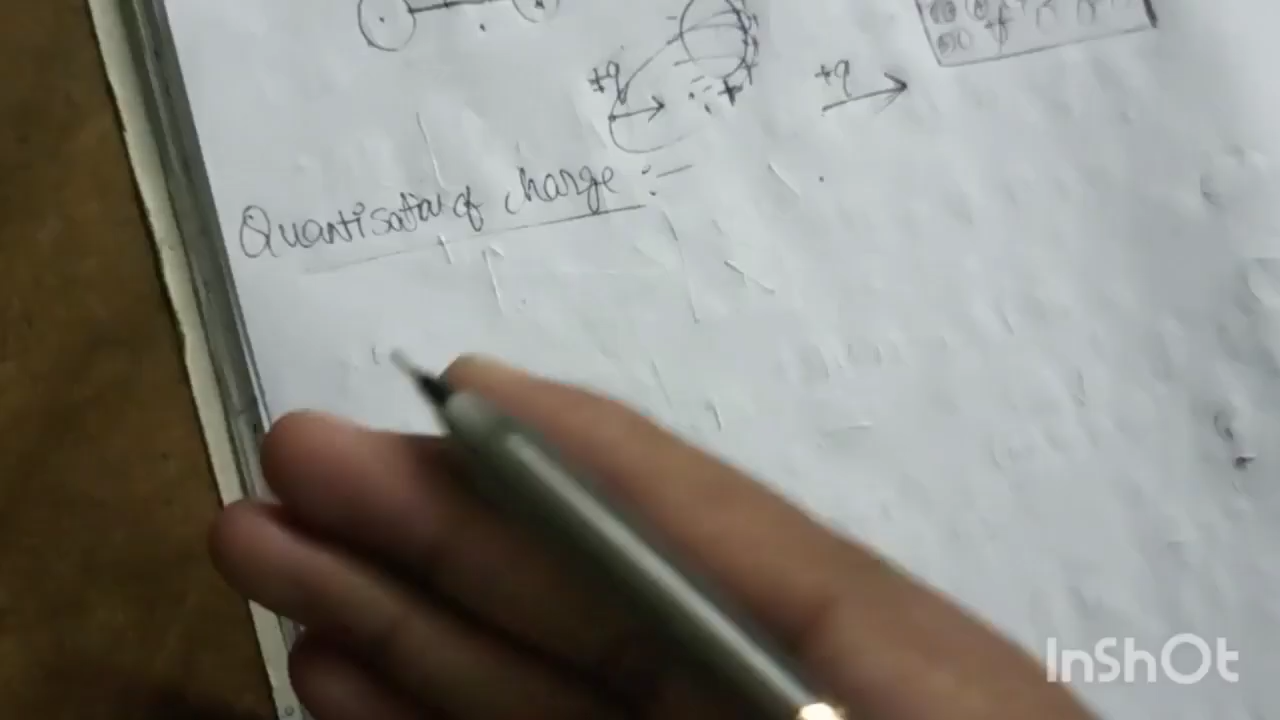 +q
+q
Quantisation of charge :-
InShOt